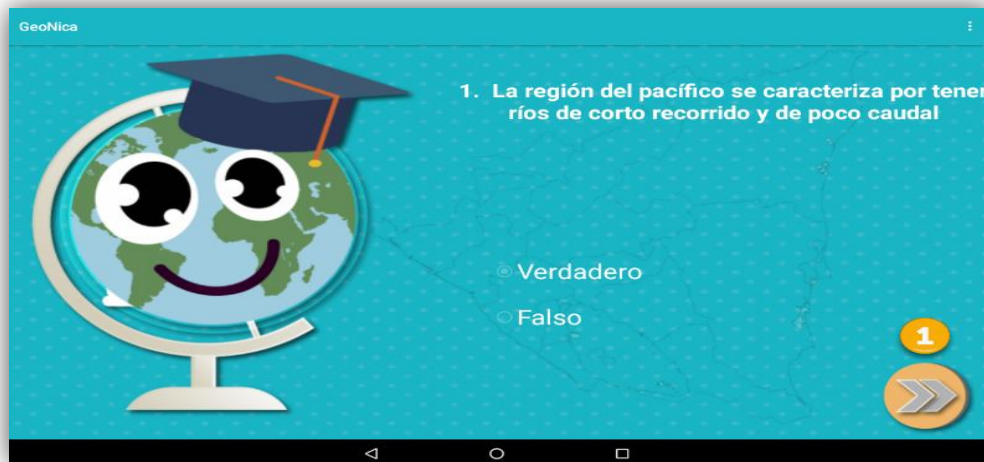 GeoNica
1. La región del pacífico se caracteriza por tener
ríos de corto recorrido y de poco caudal
Verdadero
Falso
1